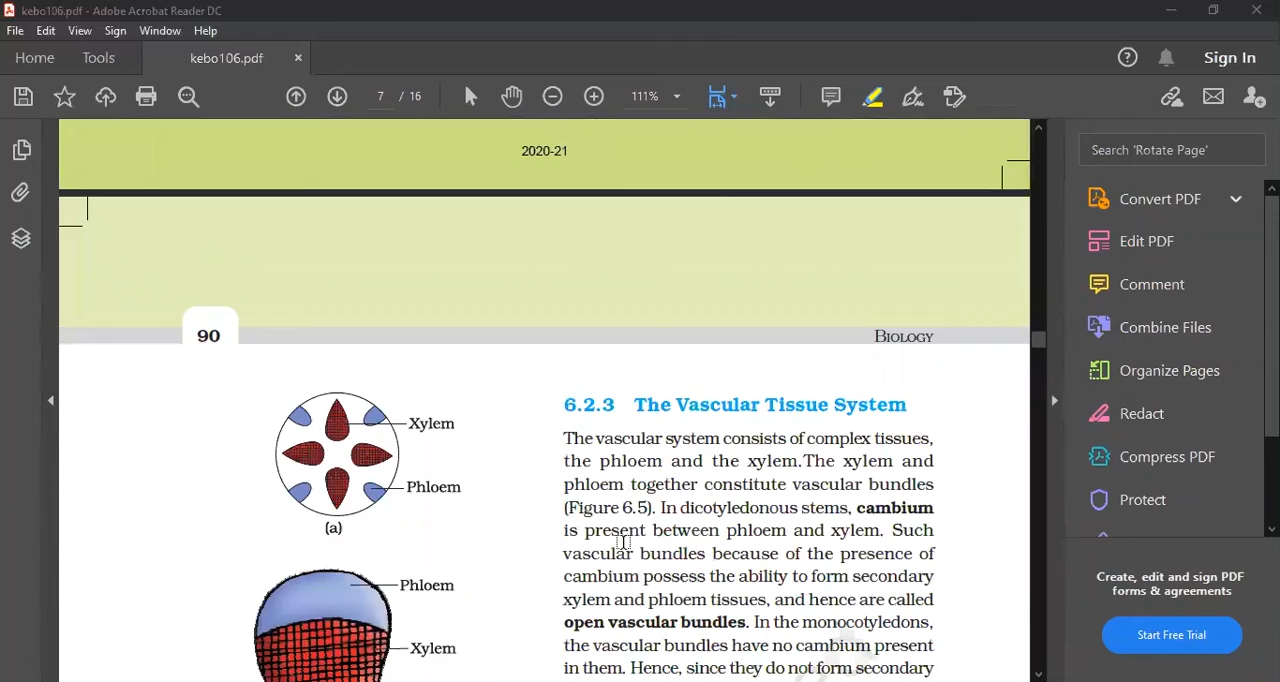 kebo106.pdf - Adobe Acrobat Reader DC
File Edit View Sign Window Help
Home Tools kebo106.pdf ×
Sign In
7 / 16 111%
2020-21
Search 'Rotate Page'
Convert PDF
Edit PDF
Comment
Combine Files
Organize Pages
Redact
Compress PDF
Protect
Create, edit and sign PDF
forms & agreements
Start Free Trial
90
BIOLOGY
Xylem
Phloem
(a)
Phloem
Xylem
6.2.3 The Vascular Tissue System
The vascular system consists of complex tissues,
the phloem and the xylem.The xylem and
phloem together constitute vascular bundles
(Figure 6.5). In dicotyledonous stems, cambium
is present between phloem and xylem. Such
vascular bundles because of the presence of
cambium possess the ability to form secondary
xylem and phloem tissues, and hence are called
open vascular bundles. In the monocotyledons,
the vascular bundles have no cambium present
in them. Hence, since they do not form secondary